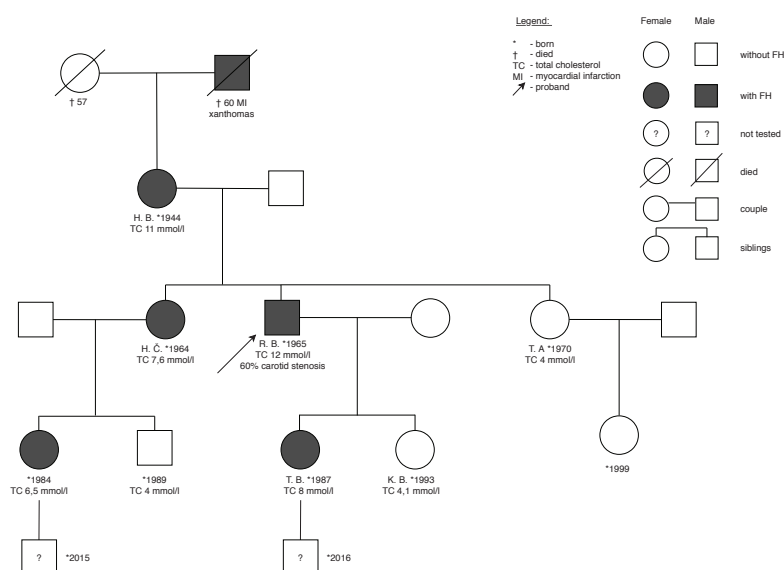 Legend:
* - born
† - died
TC - total cholesterol
MI - myocardial infarction
- proband
Female Male
without FH
with FH
? ? not tested
died
couple
siblings
† 57
† 60 MI
xanthomas
H. B. *1944
TC 11 mmol/l
H. Č. *1964
TC 7,6 mmol/l
R. B. *1965
TC 12 mmol/l
60% carotid stenosis
T. A *1970
TC 4 mmol/l
*1984
TC 6,5 mmol/l
*1989
TC 4 mmol/l
T. B. *1987
TC 8 mmol/l
K. B. *1993
TC 4,1 mmol/l
*1999
? *2015
? *2016